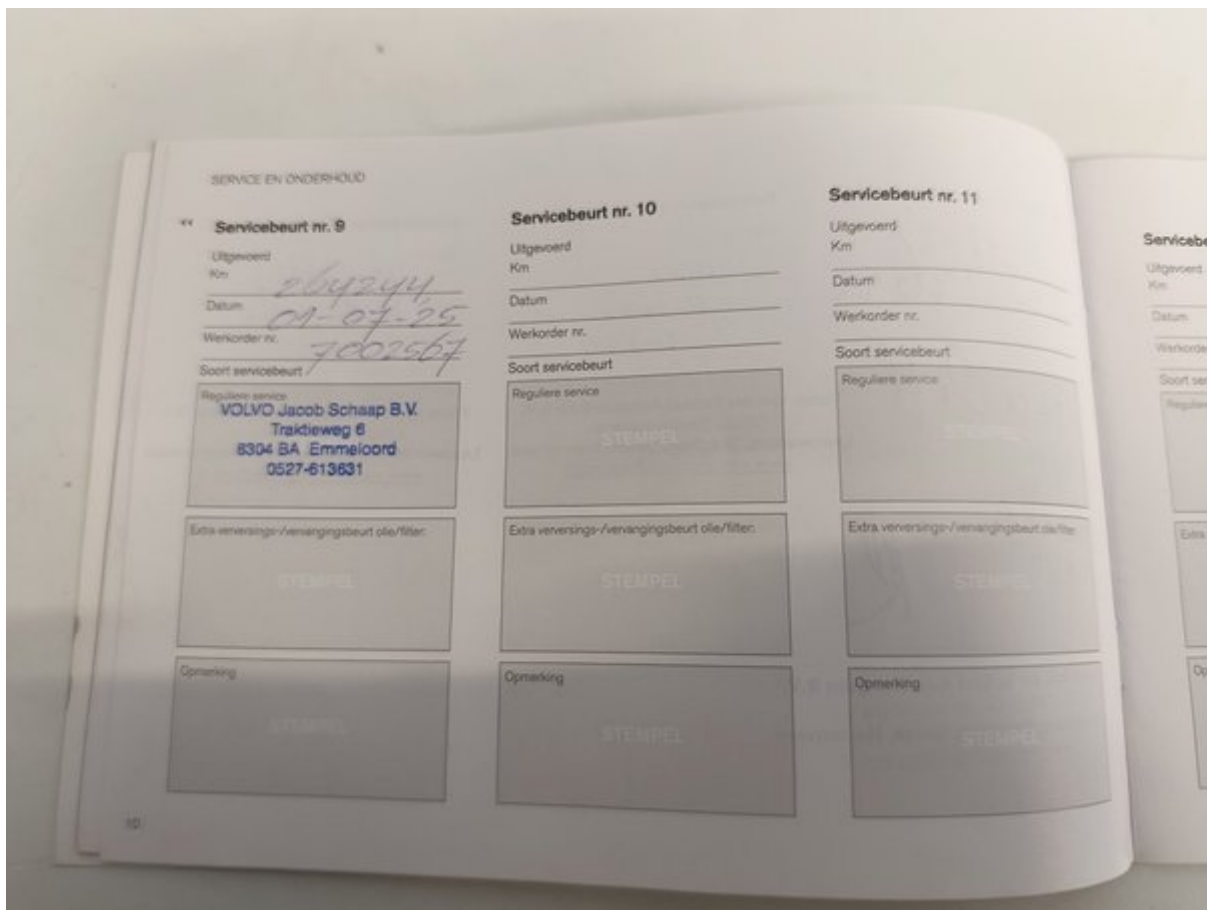 SERVICE EN ONDERHOUD
Servicebeurt nr. 9
Uitgevoerd
Km
264244
Datum
01-07-25
Werkorder nr.
7002567
Soort servicebeurt
Reguliere service
VOLVO Jacob Schaap B.V.
Traktieweg 6
8304 BA Emmeloord
0527-613631
Extra verversings-/vervangingsbeurt olie/filter:
STEMPEL
Opmerking
STEMPEL
10
Servicebeurt nr. 10
Uitgevoerd
Km
Datum
Werkorder nr.
Soort servicebeurt
Reguliere service
STEMPEL
Extra verversings-/vervangingsbeurt olie/filter:
STEMPEL
Opmerking
STEMPEL
Servicebeurt nr. 11
Uitgevoerd
Km
Datum
Werkorder nr.
Soort servicebeurt
Reguliere service
STEMPEL
Extra verversings-/vervangingsbeurt olie/filter:
STEMPEL
Opmerking
STEMPEL
Uitgevoerd
Km
Datum